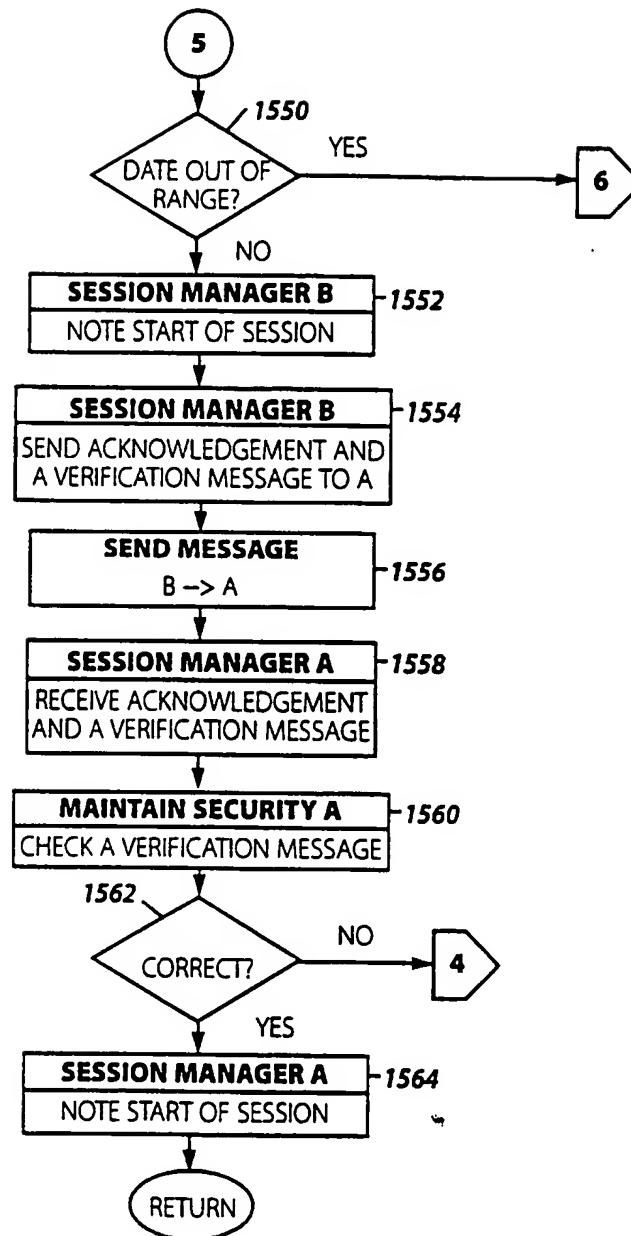 5
1550
DATE OUT OF
RANGE?
YES
6
NO
SESSION MANAGER B
1552
NOTE START OF SESSION
SESSION MANAGER B
1554
SEND ACKNOWLEDGEMENT AND
A VERIFICATION MESSAGE TO A
SEND MESSAGE
B --> A
1556
SESSION MANAGER A
1558
RECEIVE ACKNOWLEDGEMENT
AND A VERIFICATION MESSAGE
MAINTAIN SECURITY A
1560
CHECK A VERIFICATION MESSAGE
1562
CORRECT?
NO
4
YES
SESSION MANAGER A
1564
NOTE START OF SESSION
RETURN